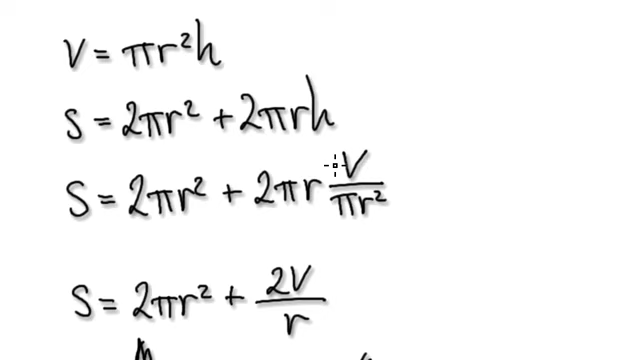 V = πr²h
S = 2πr² + 2πrh
S = 2πr² + 2πr V/πr²
S = 2πr² + 2V/r